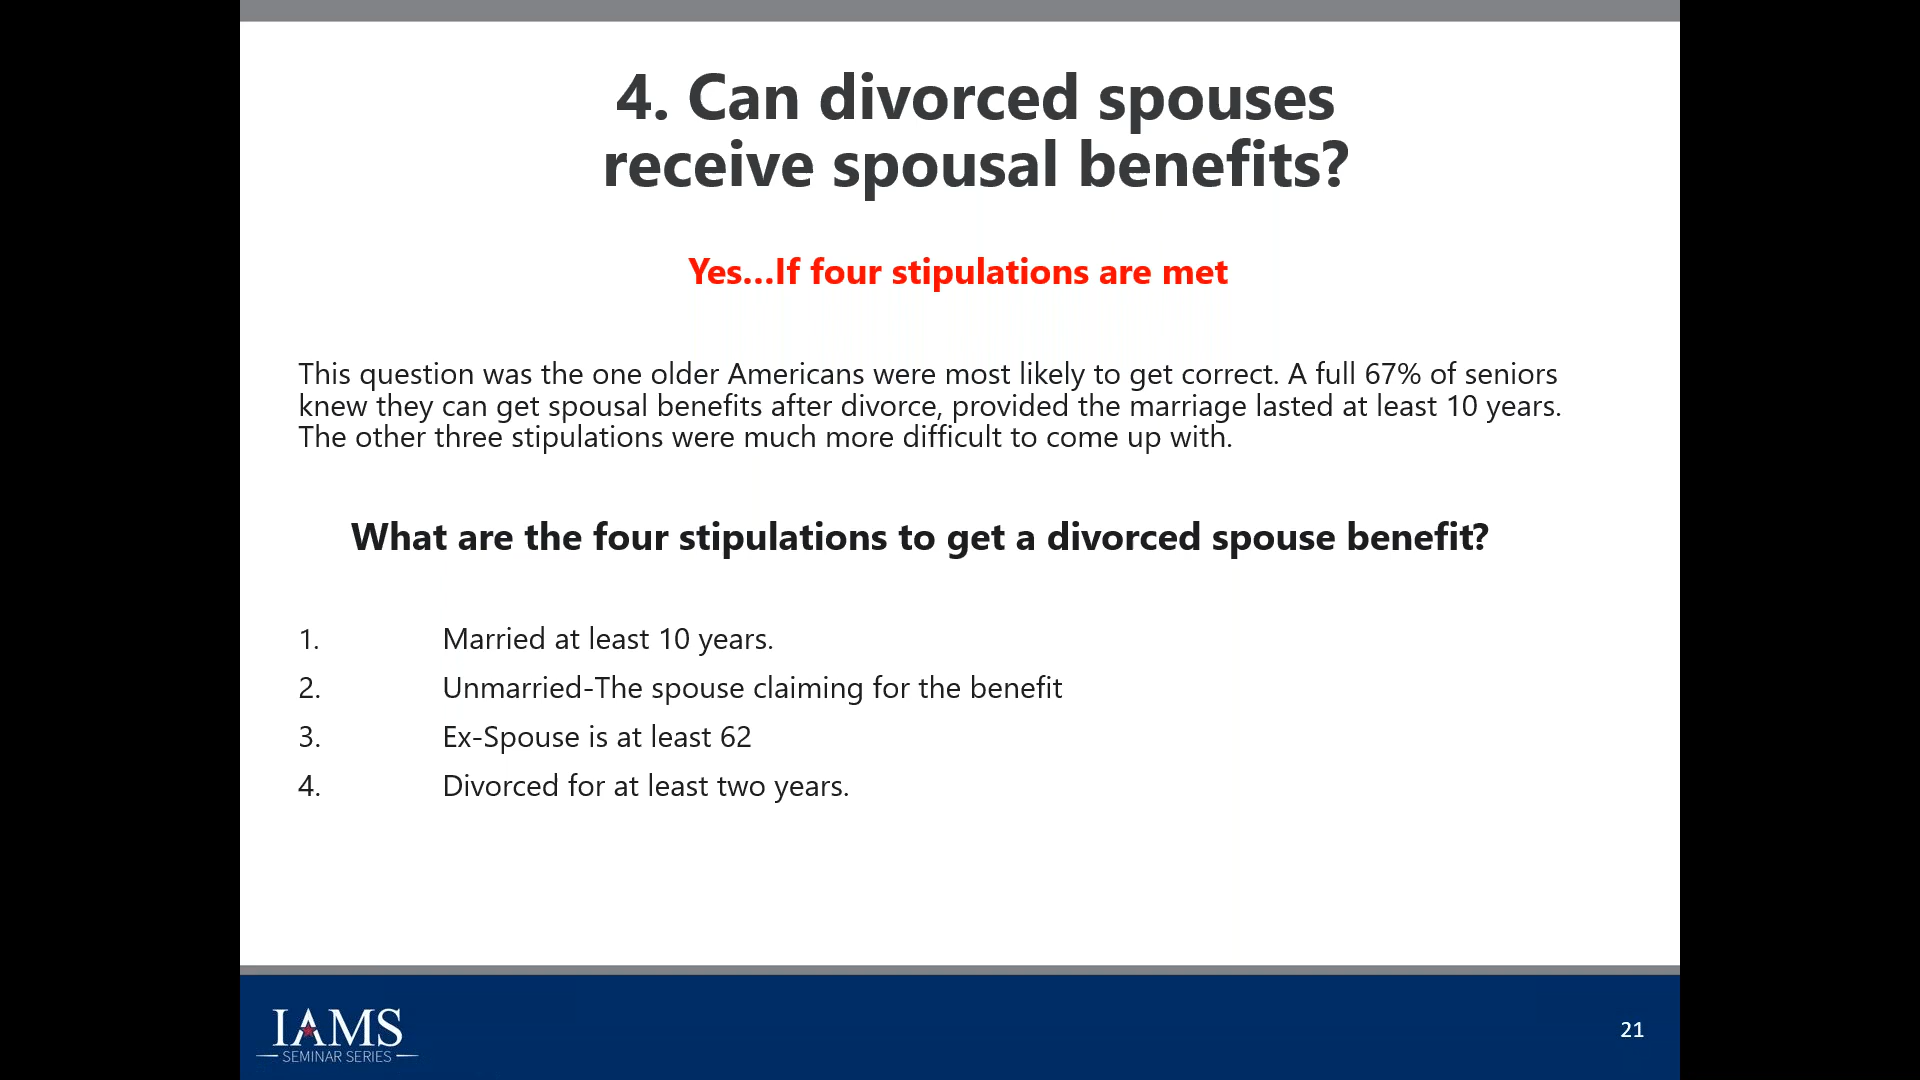 4. Can divorced spouses
receive spousal benefits?
Yes...If four stipulations are met
This question was the one older Americans were most likely to get correct. A full 67% of seniors
knew they can get spousal benefits after divorce, provided the marriage lasted at least 10 years.
The other three stipulations were much more difficult to come up with.
What are the four stipulations to get a divorced spouse benefit?
1. Married at least 10 years.
2. Unmarried-The spouse claiming for the benefit
3. Ex-Spouse is at least 62
4. Divorced for at least two years.
IAMS
SEMINAR SERIES
21